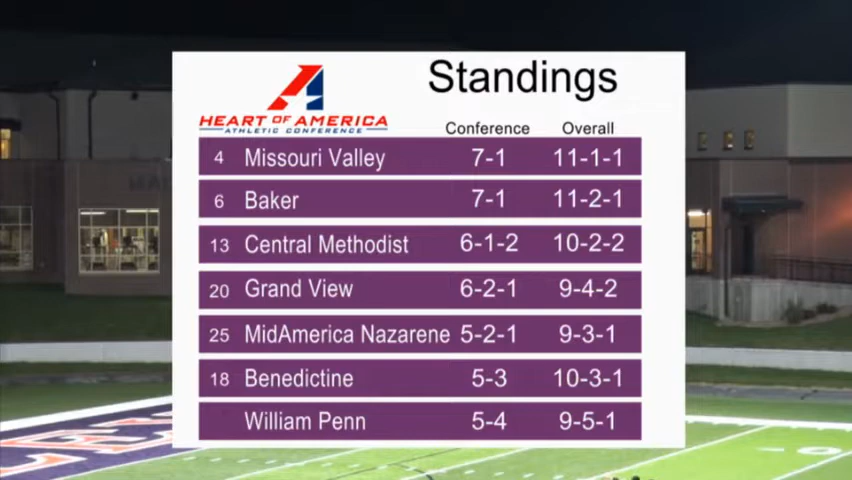 Standings
HEART OF AMERICA
ATHLETIC CONFERENCE
Conference Overall
4 Missouri Valley 7-1 11-1-1
6 Baker 7-1 11-2-1
13 Central Methodist 6-1-2 10-2-2
20 Grand View 6-2-1 9-4-2
25 MidAmerica Nazarene 5-2-1 9-3-1
18 Benedictine 5-3 10-3-1
William Penn 5-4 9-5-1